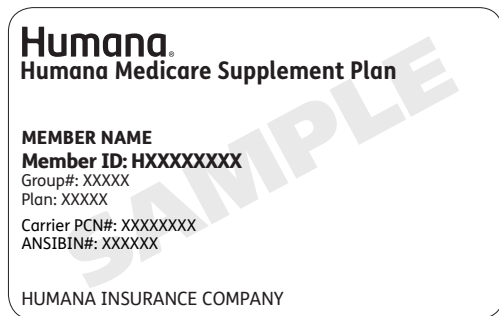 Humana®
Humana Medicare Supplement Plan
SAMPLE
MEMBER NAME
Member ID: HXXXXXXXX
Group#: XXXXX
Plan: XXXXX
Carrier PCN#: XXXXXXXX
ANSIBIN#: XXXXXX
HUMANA INSURANCE COMPANY